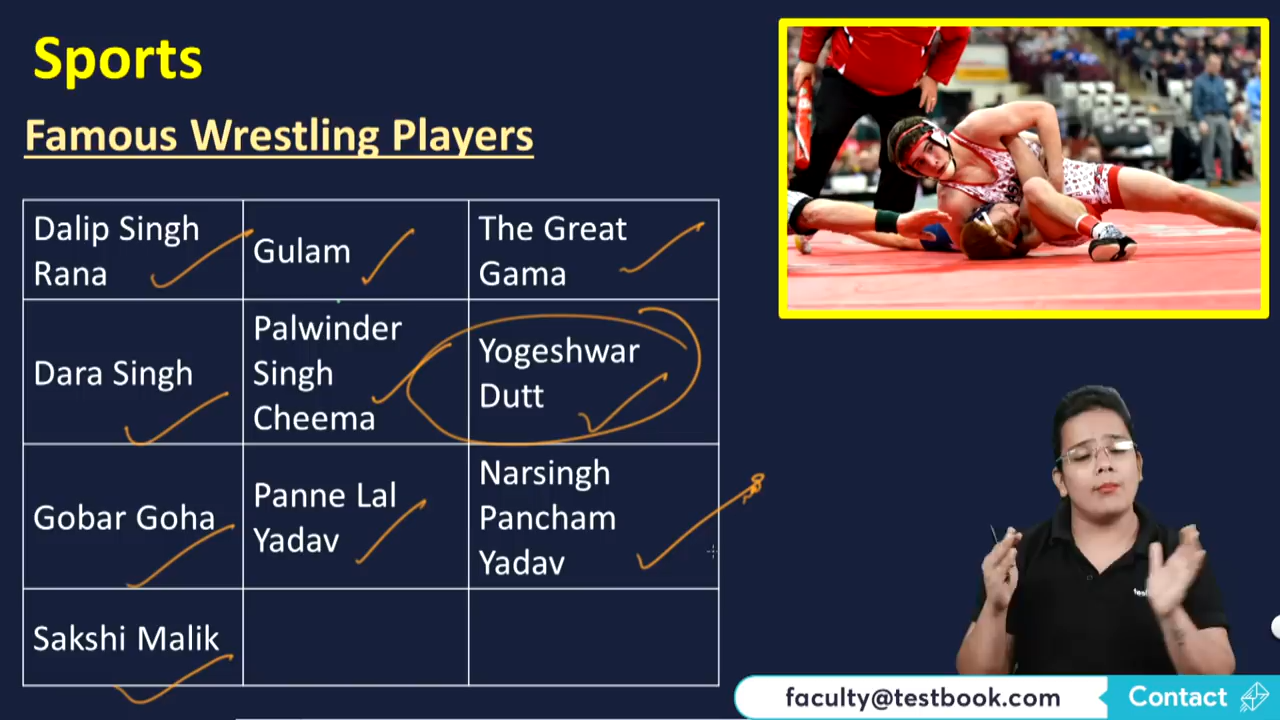 Sports
Famous Wrestling Players
Dalip Singh
Rana
Gulam
The Great
Gama
Dara Singh
Palwinder
Singh
Cheema
Yogeshwar
Dutt
Gobar Goha
Panne Lal
Yadav
Narsingh
Pancham
Yadav
Sakshi Malik
faculty@testbook.com
Contact